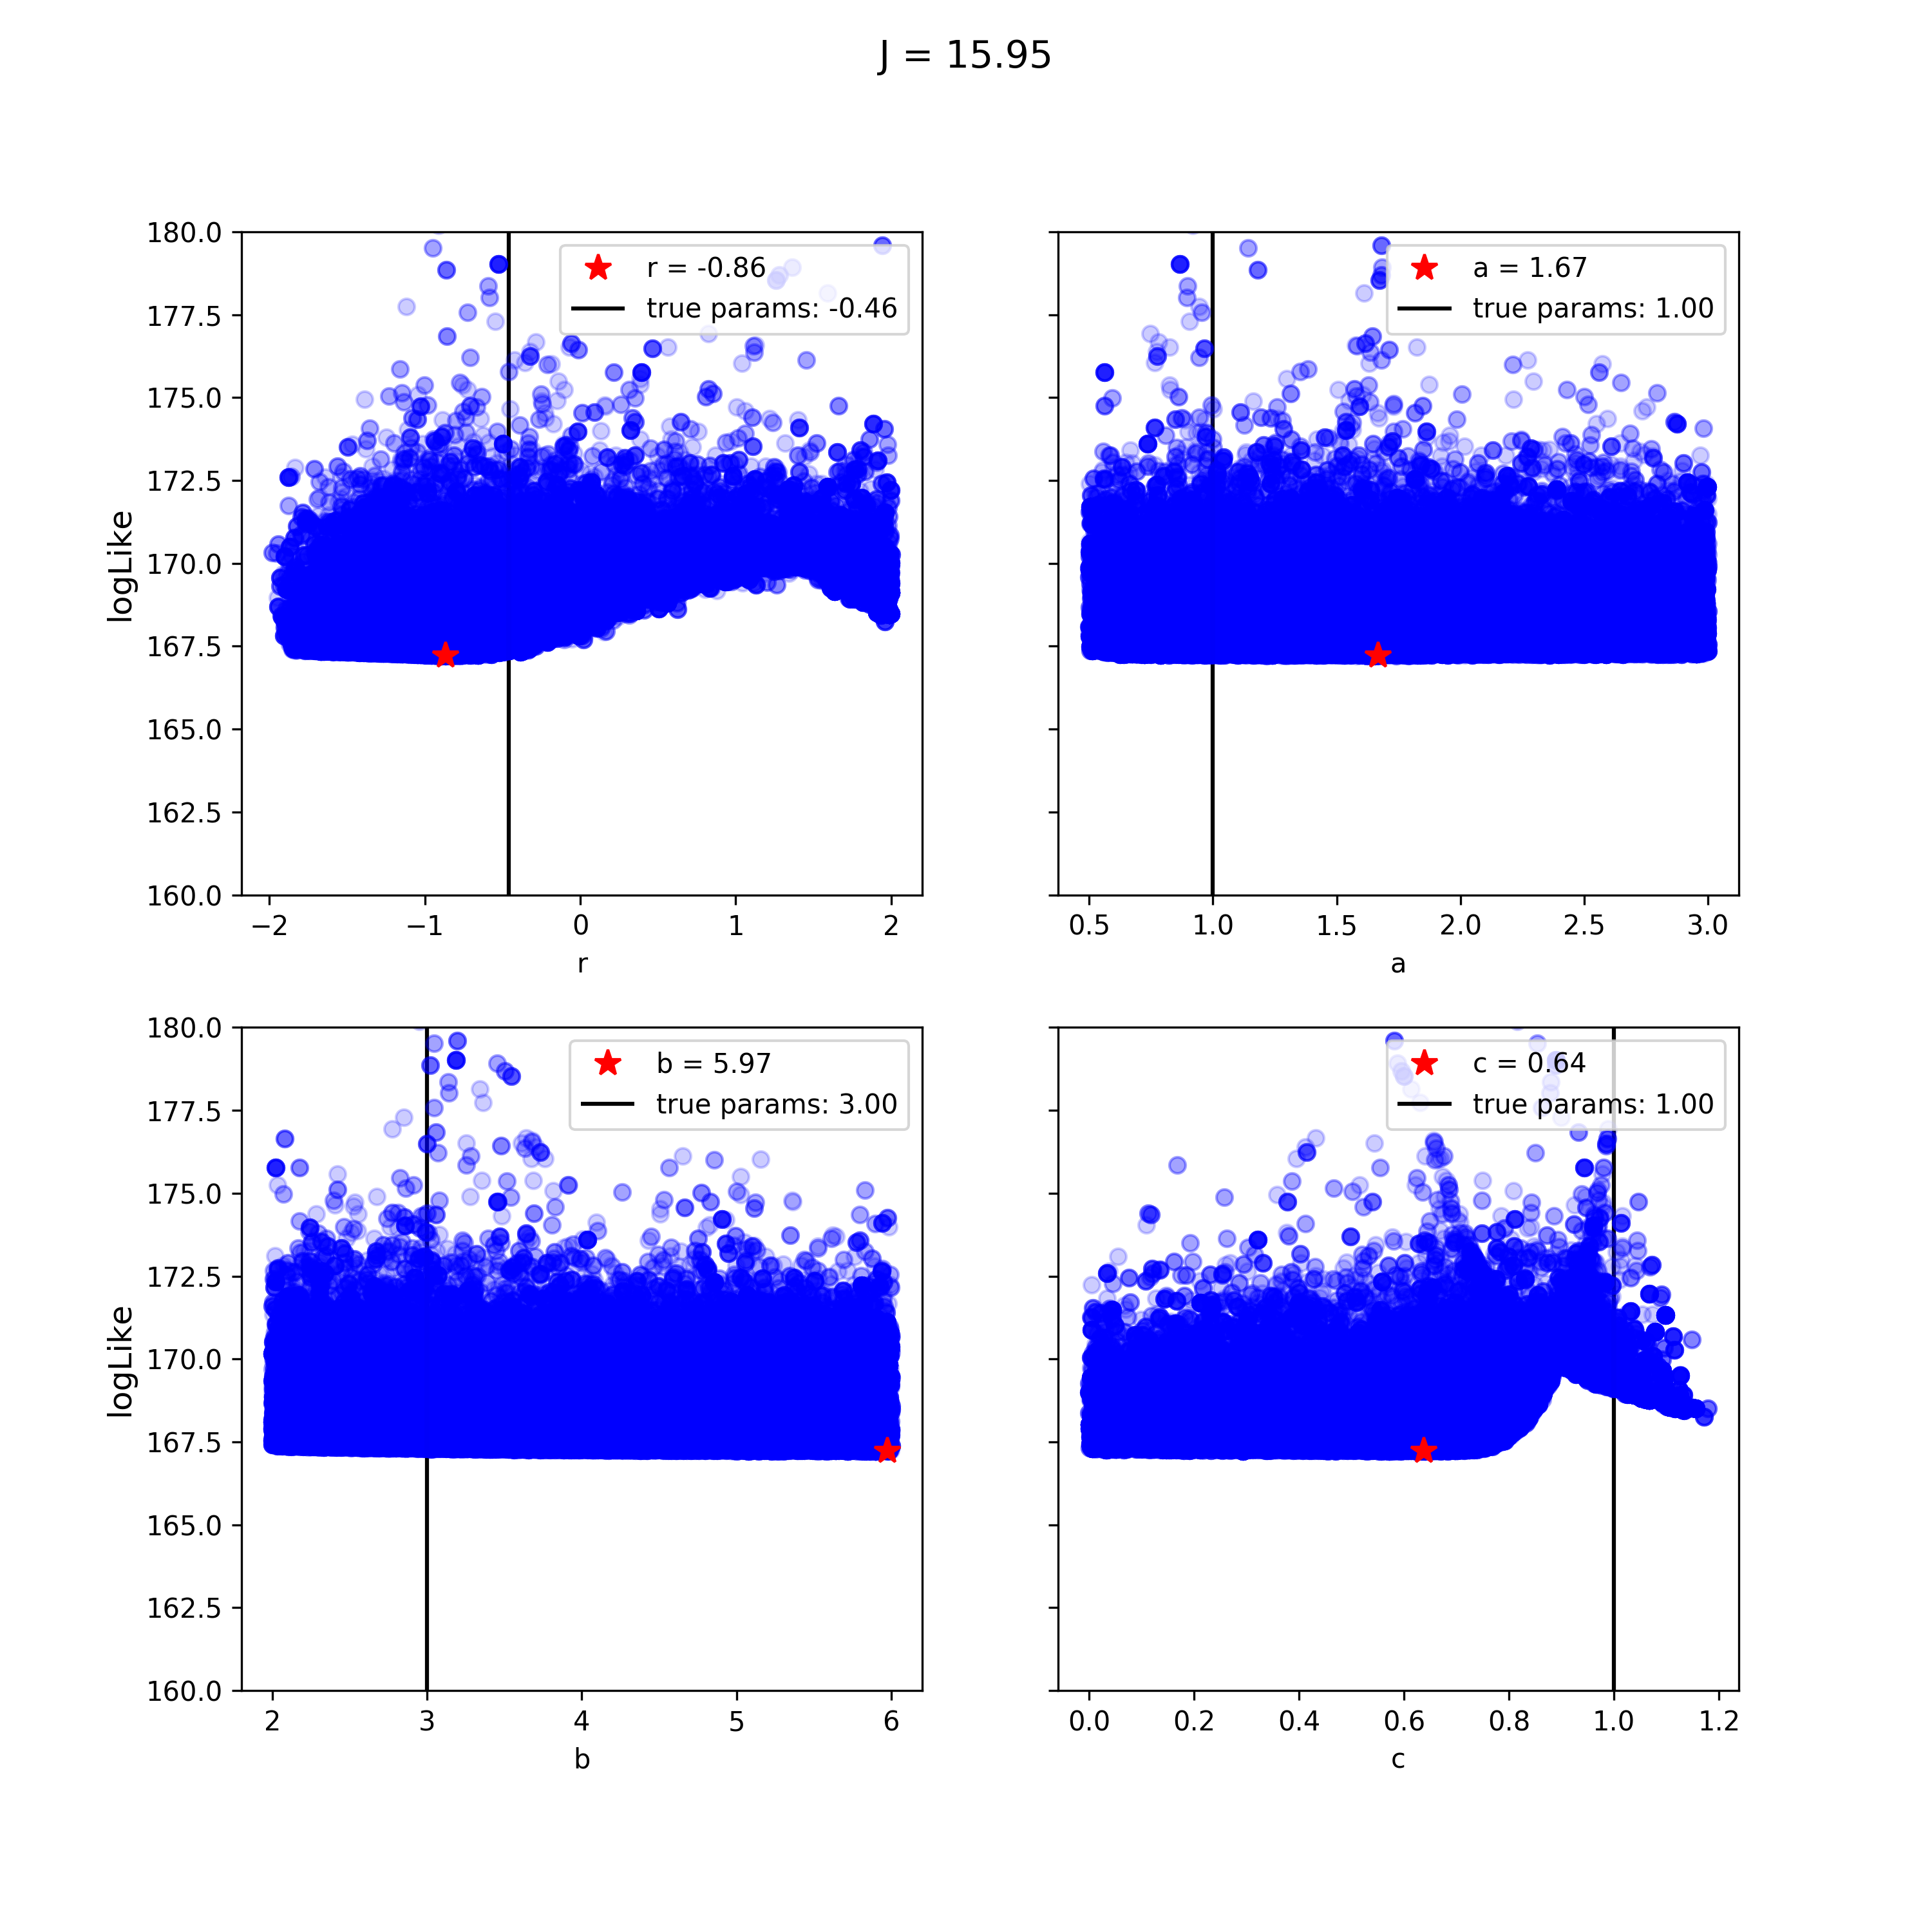 J = 15.95
180.0
177.5
175.0
172.5
170.0
167.5
165.0
162.5
160.0
logLike
r = -0.86
true params: -0.46
−2 −1 0 1 2
r
a = 1.67
true params: 1.00
0.5 1.0 1.5 2.0 2.5 3.0
a
180.0
177.5
175.0
172.5
170.0
167.5
165.0
162.5
160.0
logLike
b = 5.97
true params: 3.00
2 3 4 5 6
b
c = 0.64
true params: 1.00
0.0 0.2 0.4 0.6 0.8 1.0 1.2
c